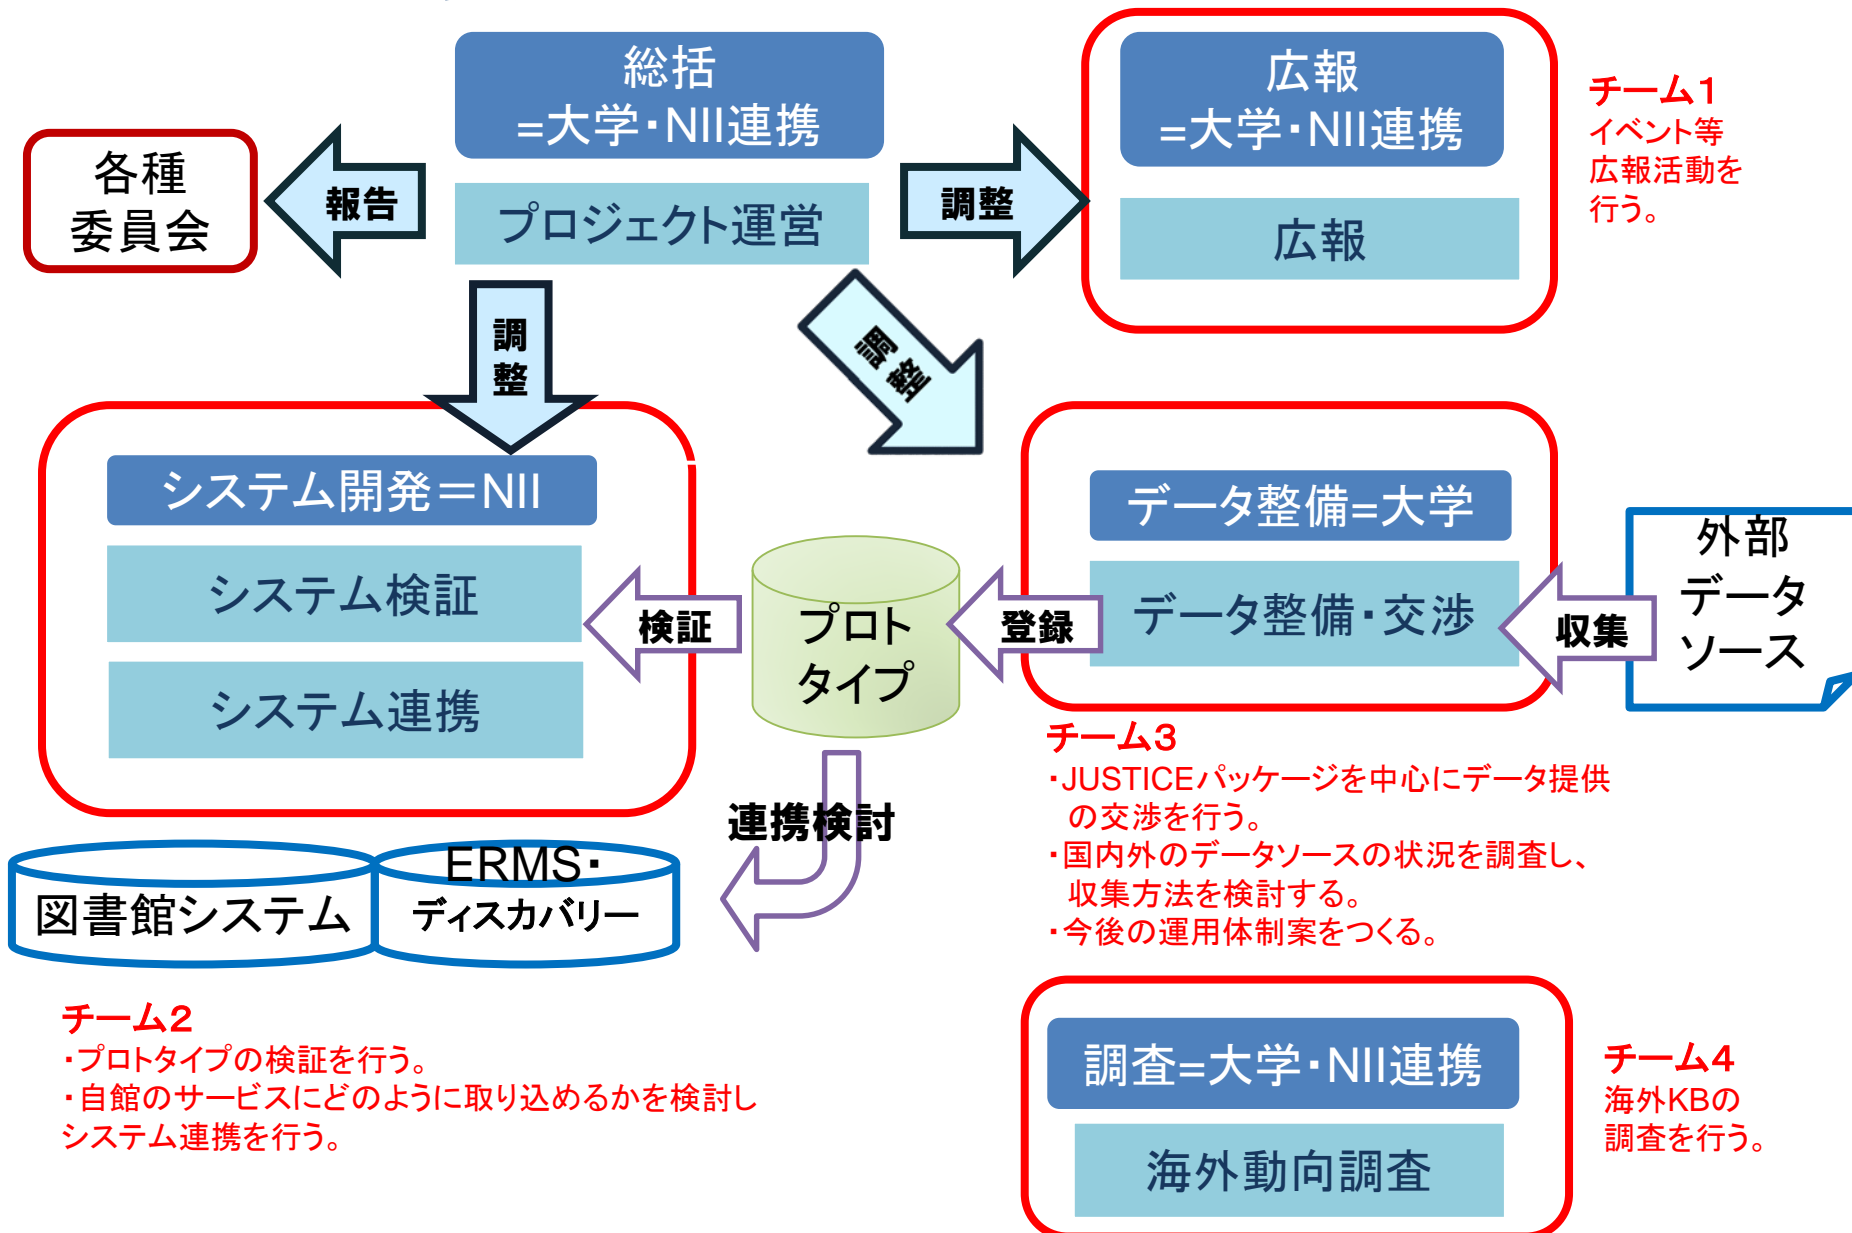 総括
=大学・NII連携
プロジェクト運営
各種
委員会
報告
調整
広報
=大学・NII連携
広報
チーム1
イベント等
広報活動を
行う。
調
整
調
整
システム開発＝NII
システム検証
システム連携
検証
プロト
タイプ
登録
データ整備=大学
データ整備・交渉
収集
外部
データ
ソース
連携検討
図書館システム
ERMS・
ディスカバリー
チーム2
・プロトタイプの検証を行う。
・自館のサービスにどのように取り込めるかを検討し
システム連携を行う。
チーム3
・JUSTICEパッケージを中心にデータ提供
の交渉を行う。
・国内外のデータソースの状況を調査し、
収集方法を検討する。
・今後の運用体制案をつくる。
調査=大学・NII連携
海外動向調査
チーム4
海外KBの
調査を行う。